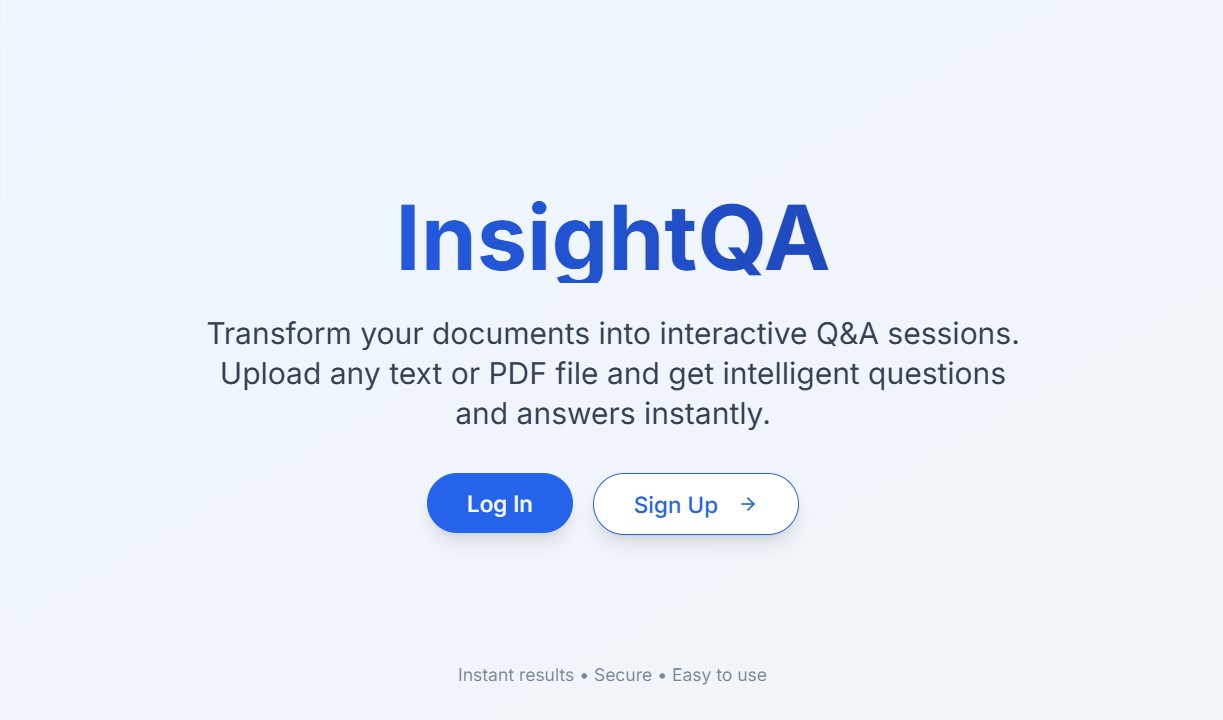 InsightQA
Transform your documents into interactive Q&A sessions.
Upload any text or PDF file and get intelligent questions
and answers instantly.
Log In
Sign Up →
Instant results • Secure • Easy to use